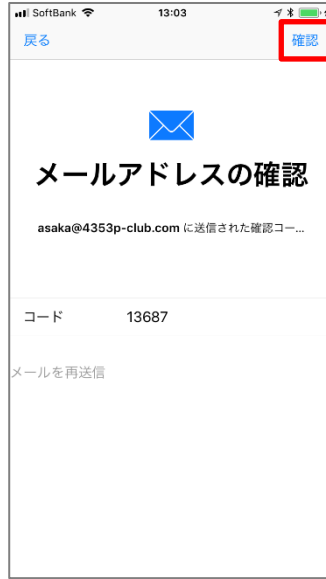 SoftBank 13:03
戻る 確認
メールアドレスの確認
asaka@4353p-club.com に送信された確認コー...
コード 13687
メールを再送信